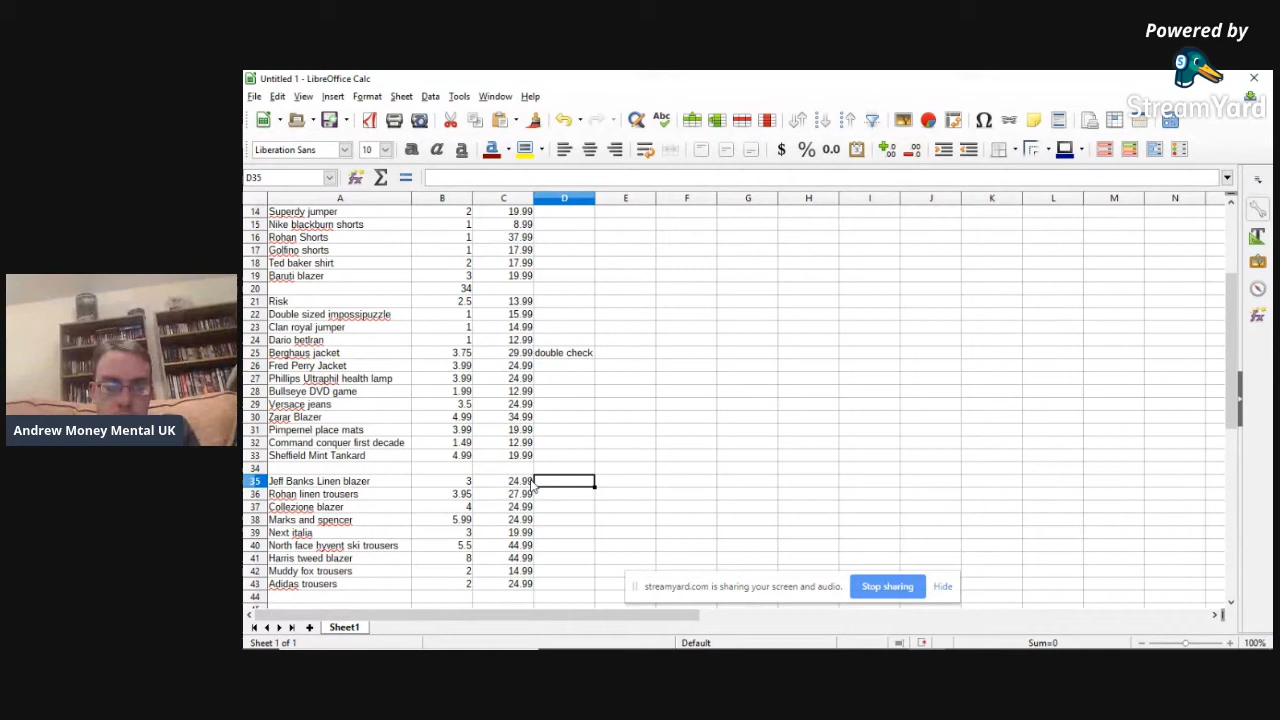 Powered by
StreamYard
Untitled 1 - LibreOffice Calc
File Edit View Insert Format Sheet Data Tools Window Help
Liberation Sans 10
D35
A B C D E F G H I J K L M N
14 Superdy jumper 2 19.99
15 Nike blackburn shorts 1 8.99
16 Rohan Shorts 1 37.99
17 Golfino shorts 1 17.99
18 Ted baker shirt 2 17.99
19 Baruti blazer 3 19.99
20 34
21 Risk 2.5 13.99
22 Double sized impossipuzzle 1 15.99
23 Clan royal jumper 1 14.99
24 Dario betlran 1 12.99
25 Berghaus jacket 3.75 29.99 double check
26 Fred Perry Jacket 3.99 24.99
27 Phillips Ultraphil health lamp 3.99 24.99
28 Bullseye DVD game 1.99 12.99
29 Versace jeans 3.5 24.99
30 Zarar Blazer 4.99 34.99
31 Pimpernel place mats 3.99 19.99
32 Command conquer first decade 1.49 12.99
33 Sheffield Mint Tankard 4.99 19.99
34
35 Jeff Banks Linen blazer 3 24.99
36 Rohan linen trousers 3.95 27.99
37 Collezione blazer 4 24.99
38 Marks and spencer 5.99 24.99
39 Next italia 3 19.99
40 North face hyvent ski trousers 5.5 44.99
41 Harris tweed blazer 8 44.99
42 Muddy fox trousers 2 14.99
43 Adidas trousers 2 24.99
44
Andrew Money Mental UK
streamyard.com is sharing your screen and audio. Stop sharing Hide
Sheet1
Sheet 1 of 1 Default Sum=0 100%